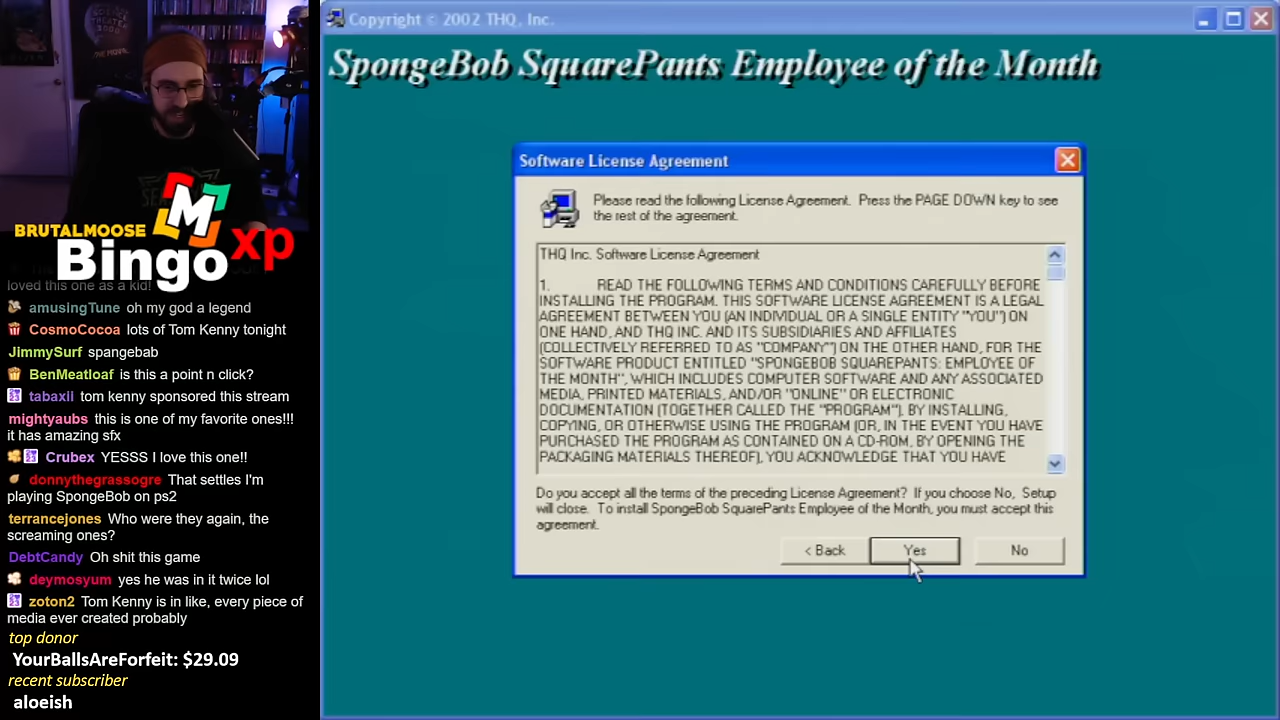 Copyright © 2002 THQ, Inc.
SpongeBob SquarePants Employee of the Month
Software License Agreement
Please read the following License Agreement. Press the PAGE DOWN key to see
the rest of the agreement.
THQ Inc. Software License Agreement
1. READ THE FOLLOWING TERMS AND CONDITIONS CAREFULLY BEFORE
INSTALLING THE PROGRAM. THIS SOFTWARE LICENSE AGREEMENT IS A LEGAL
AGREEMENT BETWEEN YOU (AN INDIVIDUAL OR A SINGLE ENTITY "YOU") ON
ONE HAND, AND THQ INC. AND ITS SUBSIDIARIES AND AFFILIATES
(COLLECTIVELY REFERRED TO AS "COMPANY") ON THE OTHER HAND, FOR THE
SOFTWARE PRODUCT ENTITLED "SPONGEBOB SQUAREPANTS: EMPLOYEE OF
THE MONTH", WHICH INCLUDES COMPUTER SOFTWARE AND ANY ASSOCIATED
MEDIA, PRINTED MATERIALS, AND/OR "ONLINE" OR ELECTRONIC
DOCUMENTATION (TOGETHER CALLED THE "PROGRAM"). BY INSTALLING,
COPYING, OR OTHERWISE USING THE PROGRAM (OR, IN THE EVENT YOU HAVE
PURCHASED THE PROGRAM AS CONTAINED ON A CD-ROM, BY OPENING THE
PACKAGING MATERIALS THEREOF), YOU ACKNOWLEDGE THAT YOU HAVE
Do you accept all the terms of the preceding License Agreement? If you choose No, Setup
will close. To install SpongeBob SquarePants Employee of the Month, you must accept this
agreement.
< Back Yes No
M
BRUTALMOOSE
Bingo xp
loved this one as a kid!
amusingTune oh my god a legend
CosmoCocoa lots of Tom Kenny tonight
JimmySurf spangebab
BenMeatloaf is this a point n click?
tabaxii tom kenny sponsored this stream
mightyaubs this is one of my favorite ones!!!
it has amazing sfx
Crubex YESSS I love this one!!
donnythegrassogre That settles I'm
playing SpongeBob on ps2
terrancejones Who were they again, the
screaming ones?
DebtCandy Oh shit this game
deymosyum yes he was in it twice lol
zoton2 Tom Kenny is in like, every piece of
media ever created probably
top donor
YourBallsAreForfeit: $29.09
recent subscriber
aloeish